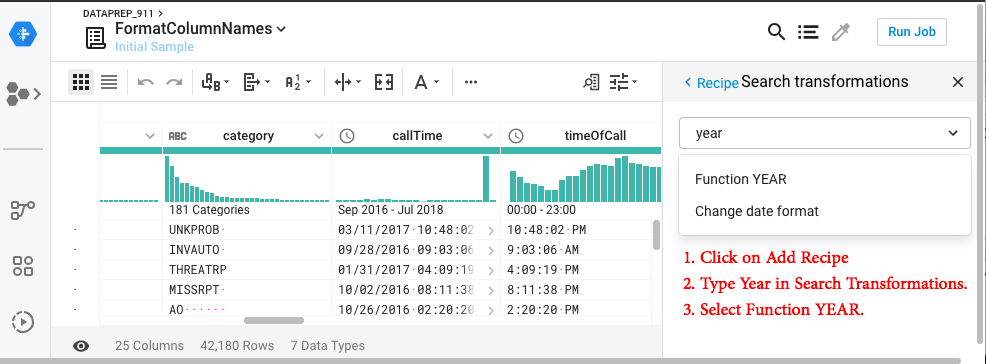 DATAPREP_911 >
FormatColumnNames
Initial Sample
Run Job
A
Recipe Search transformations
year
Function YEAR
Change date format
ABC category callTime timeOfCall
181 Categories Sep 2016 - Jul 2018 00:00 - 23:00
UNKPROB· 03/11/2017·10:48:02 10:48:02·PM
INVAUTO· 09/28/2016·09:03:06 9:03:06·AM
THREATRP 01/31/2017·04:09:19 4:09:19·PM
MISSRPT· 10/02/2016·08:11:38 8:11:38·PM
AO······ 10/26/2016·02:20:20 2:20:20·PM
1. Click on Add Recipe
2. Type Year in Search Transformations.
3. Select Function YEAR.
25 Columns 42,180 Rows 7 Data Types